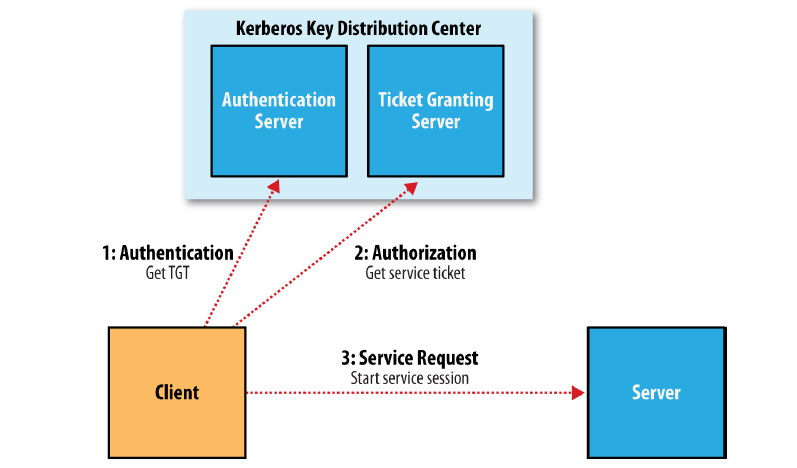 Kerberos Key Distribution Center
Authentication
Server
Ticket Granting
Server
1: Authentication
Get TGT
2: Authorization
Get service ticket
3: Service Request
Start service session
Client
Server